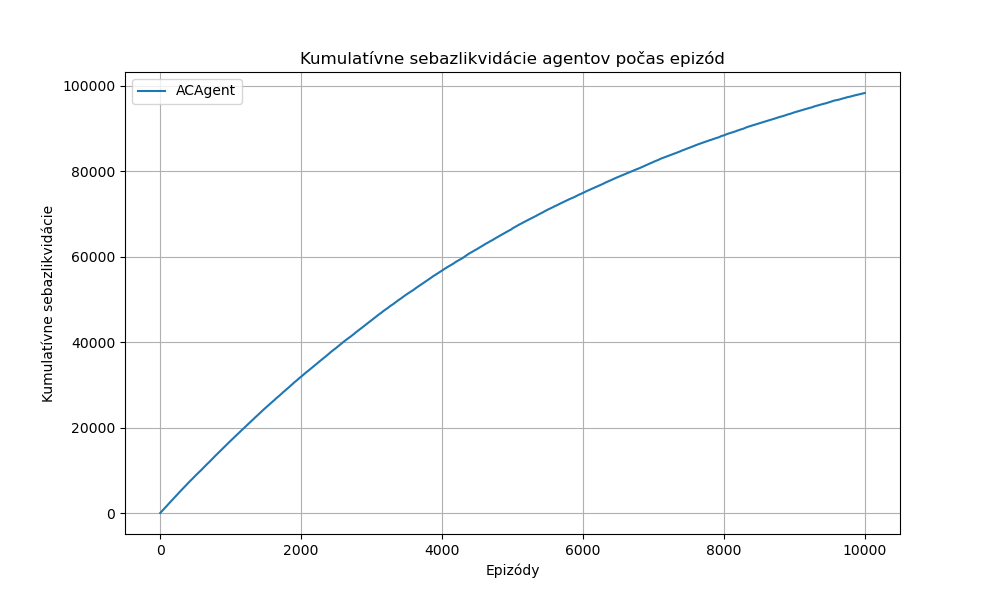 Kumulatívne sebazlikvidácie agentov počas epizód
ACAgent
Kumulatívne sebazlikvidácie
100000
80000
60000
40000
20000
0
0 2000 4000 6000 8000 10000
Epizódy